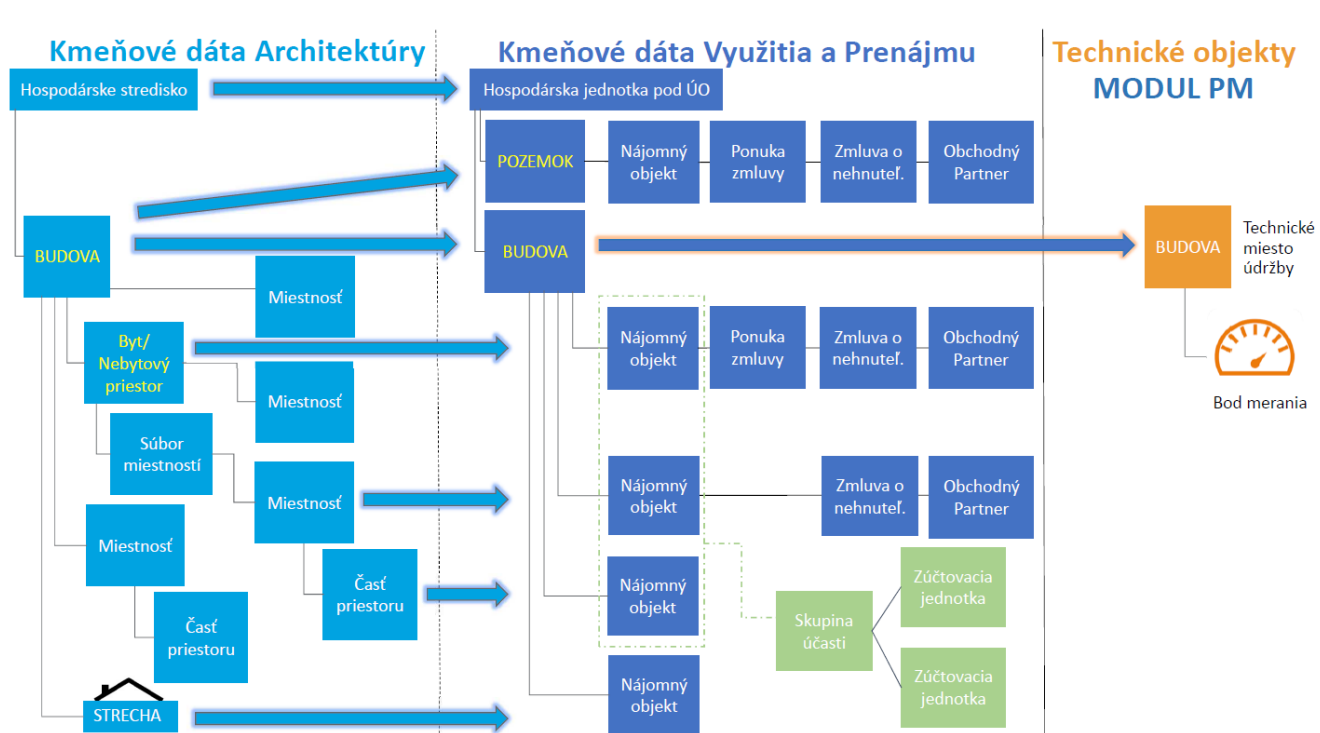 Kmeňové dáta Architektúry
Kmeňové dáta Využitia a Prenájmu
Technické objekty
MODUL PM
Hospodárske stredisko
Hospodárska jednotka pod ÚO
POZEMOK
Nájomný
objekt
Ponuka
zmluvy
Zmluva o
nehnuteľ.
Obchodný
Partner
BUDOVA
BUDOVA
BUDOVA
Technické
miesto
údržby
Miestnosť
Byt/
Nebytový
priestor
Nájomný
objekt
Ponuka
zmluvy
Zmluva o
nehnuteľ.
Obchodný
Partner
Bod merania
Miestnosť
Súbor
miestností
Miestnosť
Nájomný
objekt
Zmluva o
nehnuteľ.
Obchodný
Partner
Miestnosť
Časť
priestoru
Nájomný
objekt
Zúčtovacia
jednotka
Časť
priestoru
Skupina
účasti
Zúčtovacia
jednotka
STRECHA
Nájomný
objekt